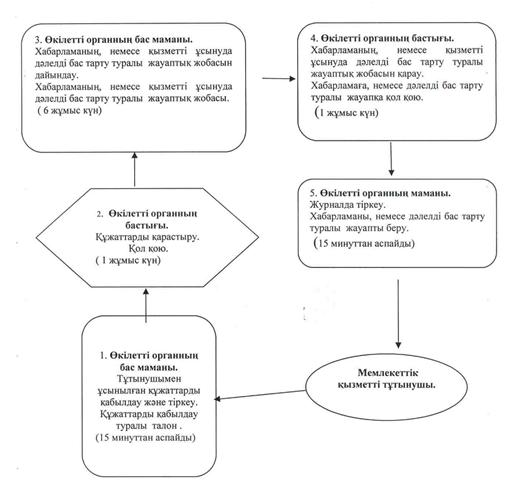 3. Өкілетті органның бас маманы.
Хабарламаның, немесе қызметті ұсынуда
дәлелді бас тарту туралы жауаптық жобасын
дайындау.
Хабарламаның, немесе қызметті ұсынуда
дәлелді бас тарту туралы жауаптық жобасы.
( 6 жұмыс күн)
4. Өкілетті органның бастығы.
Хабарламаның, немесе қызметті
ұсынуда дәлелді бас тарту туралы
жауаптық жобасын қарау.
Хабарламаға, немесе дәлелді бас тарту
туралы жауапқа қол қою.
(1 жұмыс күн)
2. Өкілетті органның
бастығы.
Құжаттарды қарастыру.
Қол қою.
( 1 жұмыс күн)
5. Өкілетті органның маманы.
Журналда тіркеу.
Хабарламаны, немесе дәлелді бас тарту
туралы жауапты беру.
(15 минуттан аспайды)
1. Өкілетті органның
бас маманы.
Тұтынушымен
ұсынылған құжаттарды
қабылдау және тіркеу.
Құжаттарды қабылдау
туралы талон .
(15 минуттан аспайды)
Мемлекеттік
қызметті тұтынушы.